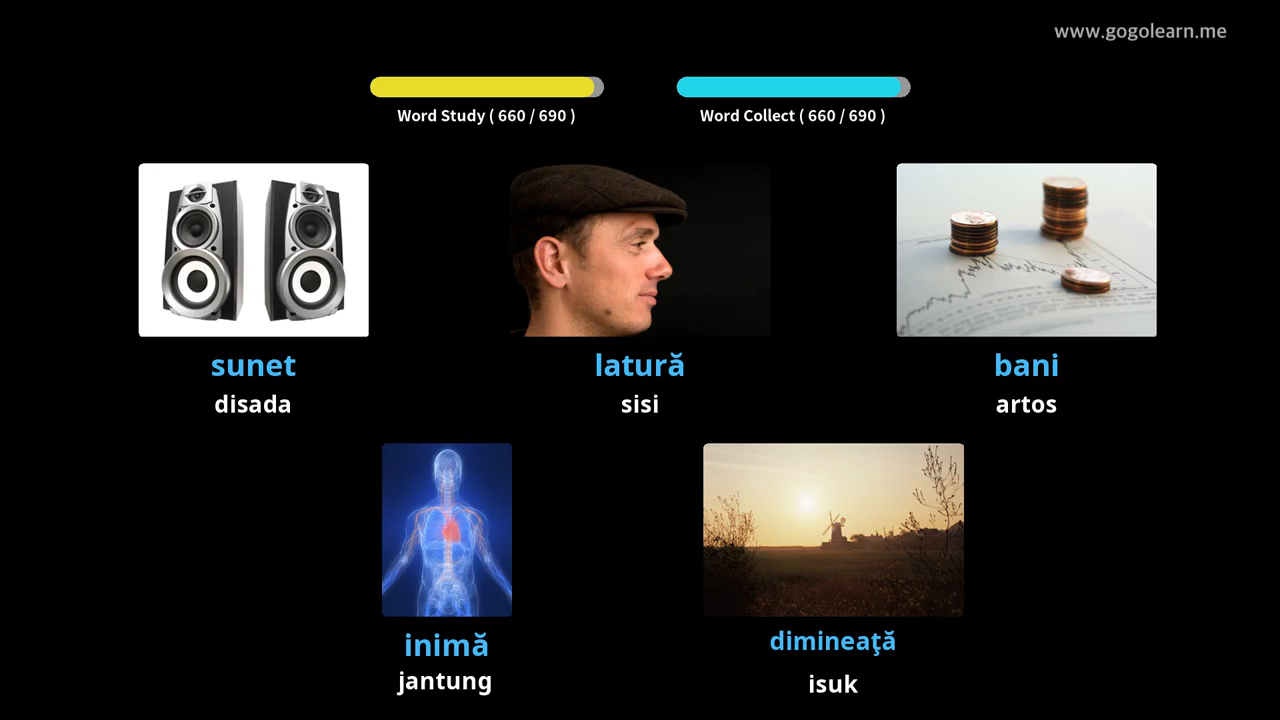 www.gogolearn.me
Word Study ( 660 / 690 )
Word Collect ( 660 / 690 )
sunet
disada
latură
sisi
bani
artos
inimă
jantung
dimineaţă
isuk